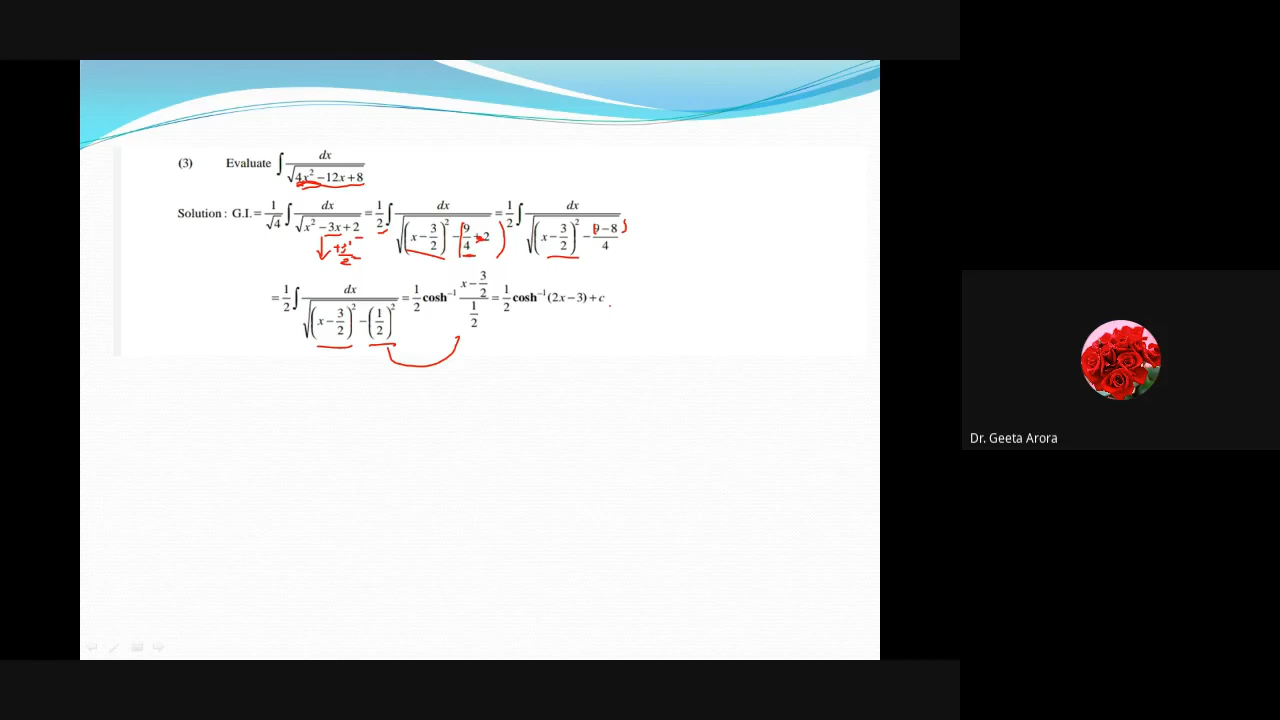 (3) Evaluate ∫ dx / √(4x² −12x +8)
Solution : G.I. = 1/√4 ∫ dx / √(x² −3x + 2) = 1/2 ∫ dx / √((x − 3/2)² − 9/4 + 2) = 1/2 ∫ dx / √((x − 3/2)² − (9−8)/4)
= 1/2 ∫ dx / √((x − 3/2)² − (1/2)²) = 1/2 cosh⁻¹ (x − 3/2)/(1/2) = 1/2 cosh⁻¹ (2x − 3) + c
Dr. Geeta Arora